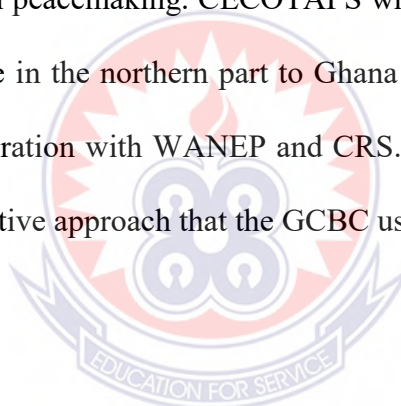 peacemaking. CECOTAPS
in the northern part to Ghana
ration with WANEP and CRS.
tive approach that the GCBC us
EDUCATION FOR SERVICE